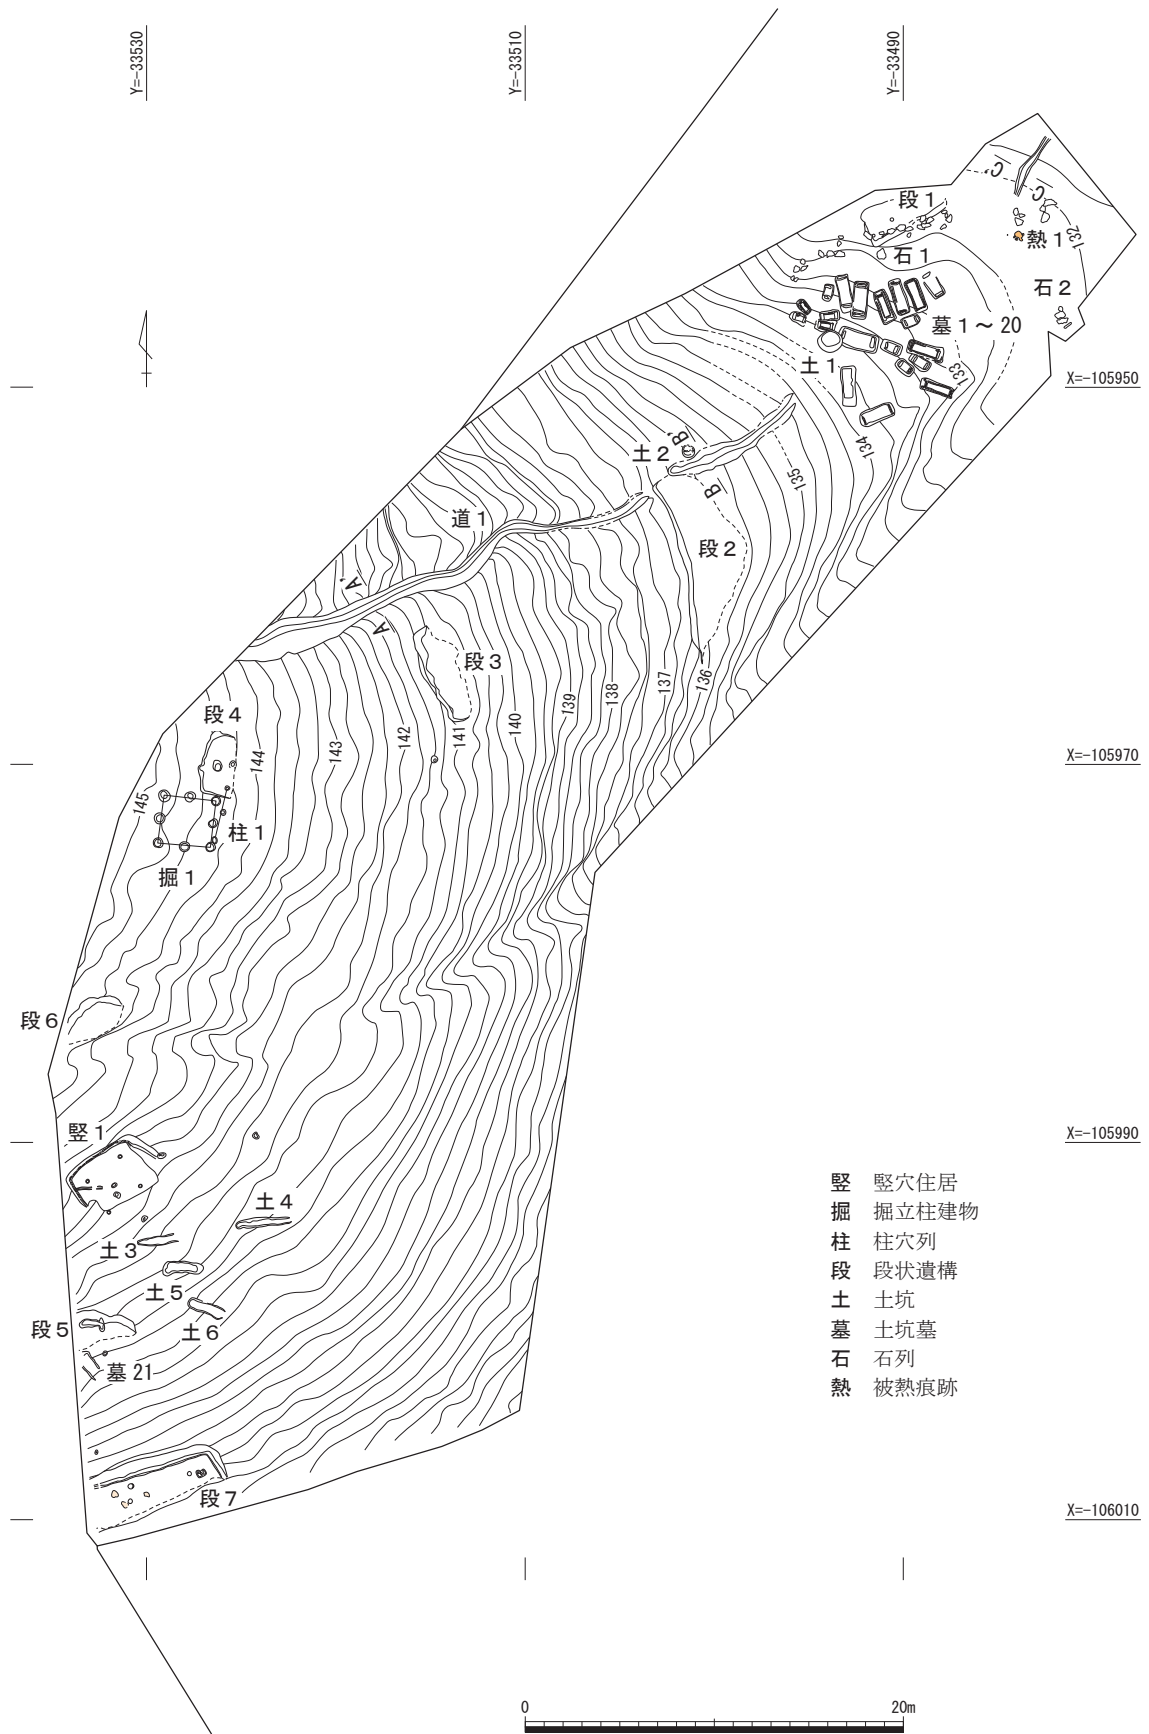 Y=-33530
Y=-33510
Y=-33490
C'
C
段1
熱1
132
石1
石2
墓1～20
土1
133
X=-105950
134
B'
土2
135
B
道1
段2
A'
A
段3
136
137
138
139
140
141
142
143
144
145
段4
X=-105970
柱1
掘1
段6
竪1
X=-105990
土4
土3
土5
土6
段5
墓21
竪 竪穴住居
掘 掘立柱建物
柱 柱穴列
段 段状遺構
土 土坑
墓 土坑墓
石 石列
熱 被熱痕跡
段7
X=-106010
0 20m